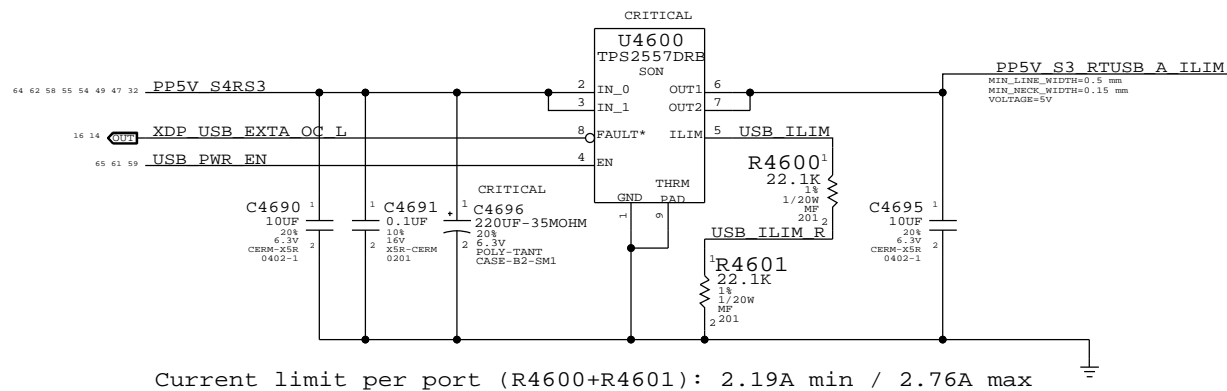 CRITICAL
U4600
TPS2557DRB
SON
64 62 58 55 54 49 47 32 PP5V_S4RS3
2 IN_0
3 IN_1
OUT1 6
OUT2 7
PP5V_S3_RTUSB_A_ILIM
MIN_LINE_WIDTH=0.5 mm
MIN_NECK_WIDTH=0.15 mm
VOLTAGE=5V
16 14 OUT XDP_USB_EXTA_OC_L
8 FAULT*
ILIM 5 USB_ILIM
65 61 59 USB_PWR_EN
4 EN
GND
1
THRM
PAD
9
R4600 1
22.1K
1%
1/20W
MF
201 2
USB_ILIM_R
1 R4601
22.1K
1%
1/20W
MF
2 201
C4690 1
10UF
20%
6.3V 2
CERM-X5R
0402-1
1 C4691
0.1UF
10%
2 16V
X5R-CERM
0201
CRITICAL
+ 1 C4696
220UF-35MOHM
20%
2 6.3V
POLY-TANT
CASE-B2-SM1
C4695 1
10UF
20%
6.3V 2
CERM-X5R
0402-1
Current limit per port (R4600+R4601): 2.19A min / 2.76A max